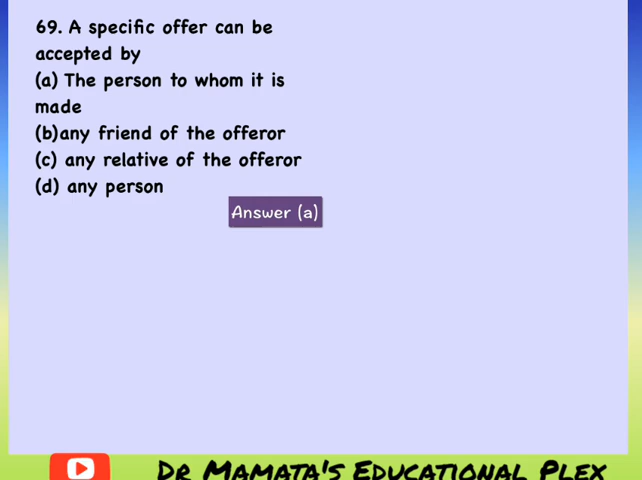 69. A specific offer can be
accepted by
(a) The person to whom it is
made
(b)any friend of the offeror
(c) any relative of the offeror
(d) any person
Answer (a)
Dr Mamata's Educational Plex